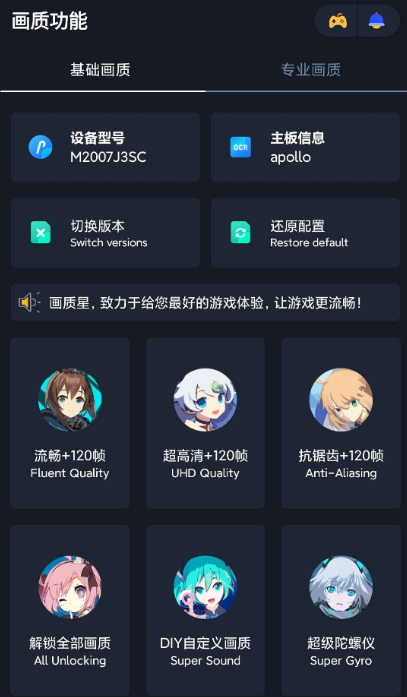 画质功能
基础画质
专业画质
设备型号
M2007J3SC
OCR
主板信息
apollo
切换版本
Switch versions
还原配置
Restore default
画质星，致力于给您最好的游戏体验，让游戏更流畅！
流畅+120帧
Fluent Quality
超高清+120帧
UHD Quality
抗锯齿+120帧
Anti-Aliasing
解锁全部画质
All Unlocking
DIY自定义画质
Super Sound
超级陀螺仪
Super Gyro